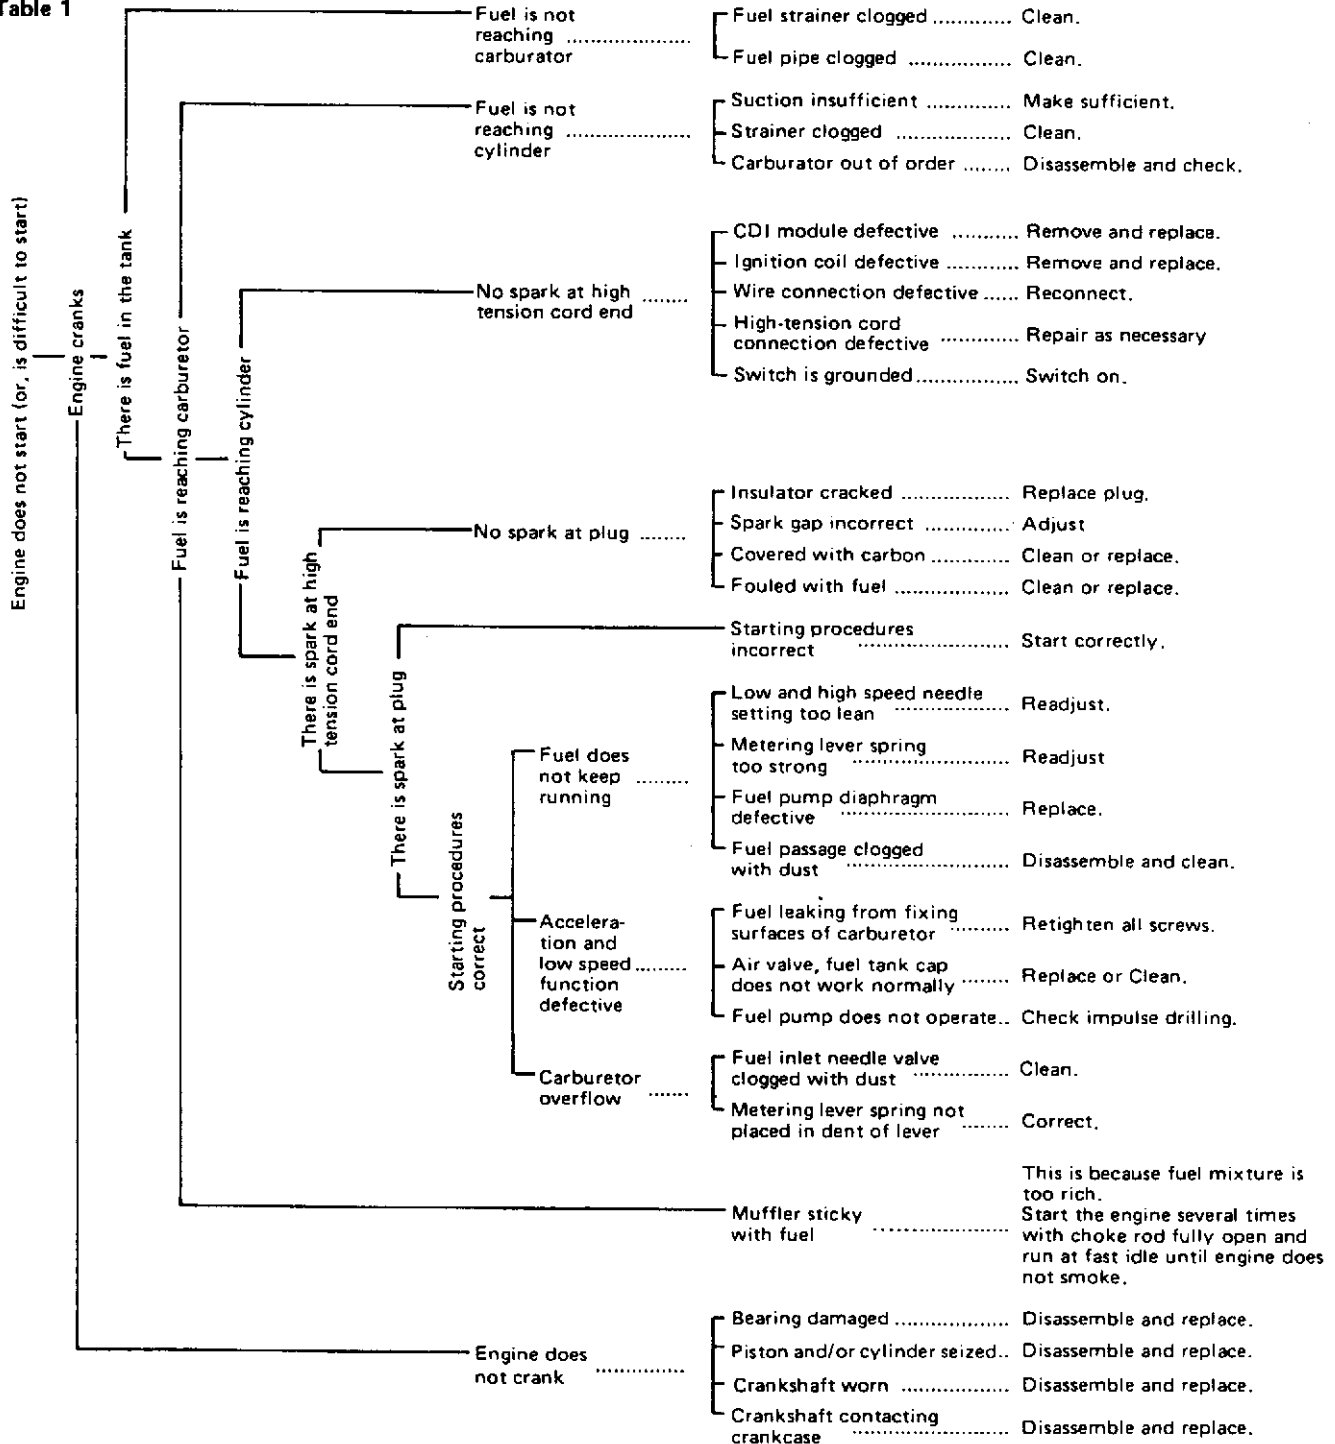 Table 1
Engine does not start (or, is difficult to start)
Engine cranks
There is fuel in the tank
Fuel is reaching carburetor
Fuel is reaching cylinder
There is spark at high
tension cord end
There is spark at plug
Starting procedures
correct
Fuel is not
reaching ......................
carburator
Fuel strainer clogged .............. Clean.
Fuel pipe clogged .................. Clean.
Fuel is not
reaching ......................
cylinder
Suction insufficient .............. Make sufficient.
Strainer clogged .................... Clean.
Carburator out of order ........ Disassemble and check.
No spark at high ........
tension cord end
CDI module defective ........... Remove and replace.
Ignition coil defective ............ Remove and replace.
Wire connection defective ...... Reconnect.
High-tension cord
connection defective ............. Repair as necessary
Switch is grounded.................. Switch on.
No spark at plug ........
Insulator cracked ................... Replace plug.
Spark gap incorrect ............... Adjust
Covered with carbon .............. Clean or replace.
Fouled with fuel .................... Clean or replace.
Starting procedures
incorrect .......................... Start correctly.
Fuel does
not keep .........
running
Low and high speed needle
setting too lean .................... Readjust.
Metering lever spring
too strong ........................... Readjust
Fuel pump diaphragm
defective ............................. Replace.
Fuel passage clogged
with dust ............................ Disassemble and clean.
Accelera-
tion and
low speed .........
function
defective
Fuel leaking from fixing
surfaces of carburetor .......... Retighten all screws.
Air valve, fuel tank cap
does not work normally ........ Replace or Clean.
Fuel pump does not operate.. Check impulse drilling.
Carburetor
overflow .......
Fuel inlet needle valve
clogged with dust ................ Clean.
Metering lever spring not
placed in dent of lever ........ Correct.
Muffler sticky
with fuel ......................
This is because fuel mixture is
too rich.
Start the engine several times
with choke rod fully open and
run at fast idle until engine does
not smoke.
Engine does
not crank ...............
Bearing damaged .................... Disassemble and replace.
Piston and/or cylinder seized.. Disassemble and replace.
Crankshaft worn ................... Disassemble and replace.
Crankshaft contacting
crankcase ........................... Disassemble and replace.